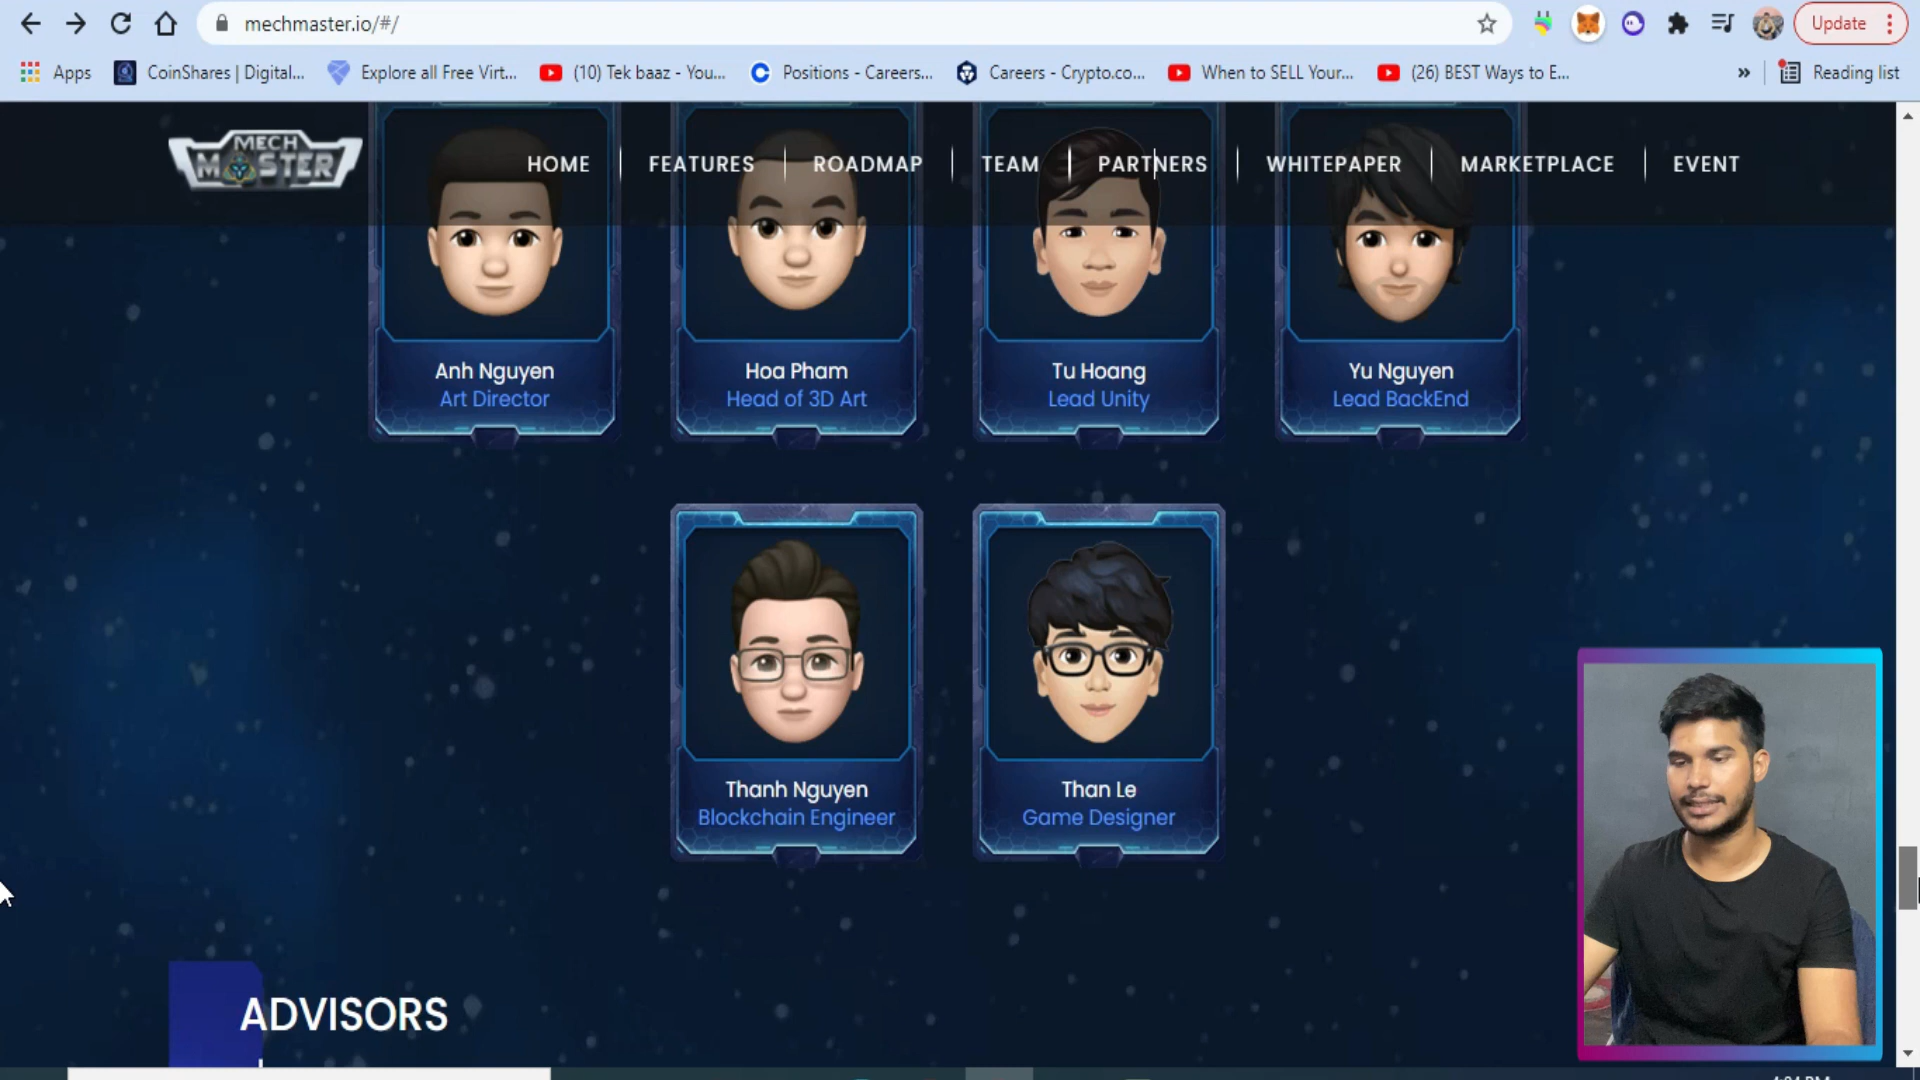 mechmaster.io/#/
Update
Apps
CoinShares | Digital...
Explore all Free Virt...
(10) Tek baaz - You...
Positions - Careers...
Careers - Crypto.co...
When to SELL Your...
(26) BEST Ways to E...
»
Reading list
MECH
MASTER
HOME
FEATURES
ROADMAP
TEAM
PARTNERS
WHITEPAPER
MARKETPLACE
EVENT
Anh Nguyen
Art Director
Hoa Pham
Head of 3D Art
Tu Hoang
Lead Unity
Yu Nguyen
Lead BackEnd
Thanh Nguyen
Blockchain Engineer
Than Le
Game Designer
ADVISORS